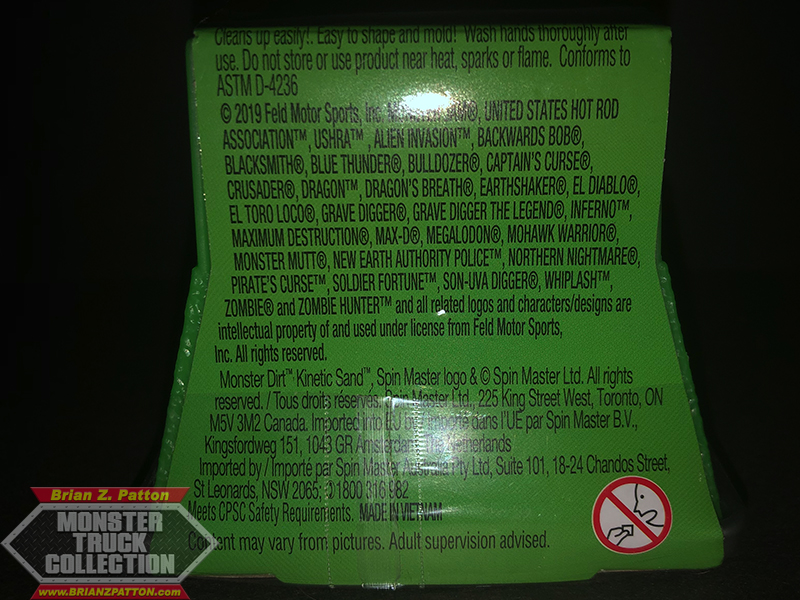 Cleans up easily!. Easy to shape and mold! Wash hands thoroughly after
use. Do not store or use product near heat, sparks or flame. Conforms to
ASTM D-4236
© 2019 Feld Motor Sports, Inc. UNITED STATES HOT ROD
ASSOCIATION™, USHRA™, ALIEN INVASION™, BACKWARDS BOB®,
BLACKSMITH®, BLUE THUNDER®, BULLDOZER®, CAPTAIN'S CURSE®,
CRUSADER®, DRAGON™, DRAGON'S BREATH®, EARTHSHAKER®, EL DIABLO®,
EL TORO LOCO®, GRAVE DIGGER®, GRAVE DIGGER THE LEGEND®, INFERNO™,
MAXIMUM DESTRUCTION®, MAX-D®, MEGALODON®, MOHAWK WARRIOR®,
MONSTER MUTT®, NEW EARTH AUTHORITY POLICE™, NORTHERN NIGHTMARE®,
PIRATE'S CURSE™, SOLDIER FORTUNE™, SON-UVA DIGGER®, WHIPLASH™,
ZOMBIE® and ZOMBIE HUNTER™ and all related logos and characters/designs are
intellectual property of and used under license from Feld Motor Sports,
Inc. All rights reserved.
Monster Dirt™ Kinetic Sand™, Spin Master logo & © Spin Master Ltd. All rights
reserved. / Tous droits réservés. Spin Master Ltd., 225 King Street West, Toronto, ON
M5V 3M2 Canada. Imported into EU by / Importé dans l'UE par Spin Master B.V.,
Kingsfordweg 151, 1043 GR Amsterdam, The Netherlands
Imported by / Importé par Spin Master Australia Pty Ltd, Suite 101, 18-24 Chandos Street,
St Leonards, NSW 2065; 1800 316 982
Meets CPSC Safety Requirements. MADE IN VIETNAM
Content may vary from pictures. Adult supervision advised.
Brian Z. Patton
MONSTER
TRUCK
COLLECTION
www.BRIANZPATTON.com